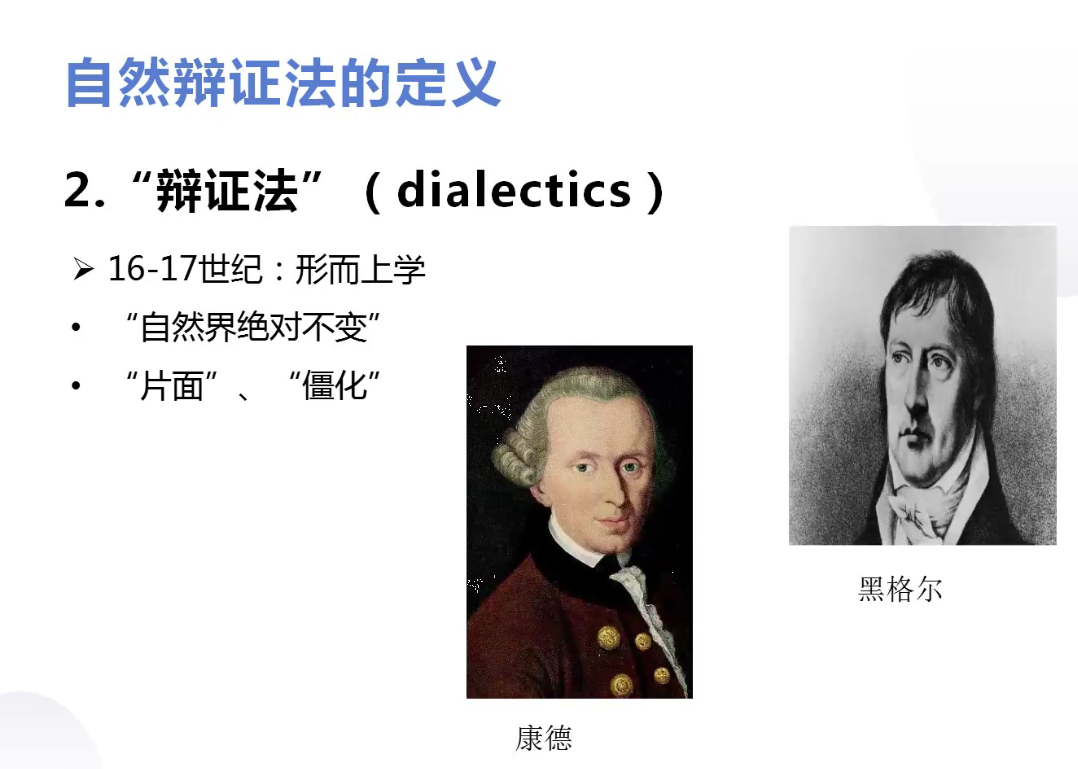 自然辩证法的定义
2.“辩证法”（dialectics）
➢ 16-17世纪：形而上学
• “自然界绝对不变”
• “片面”、“僵化”
黑格尔
康德